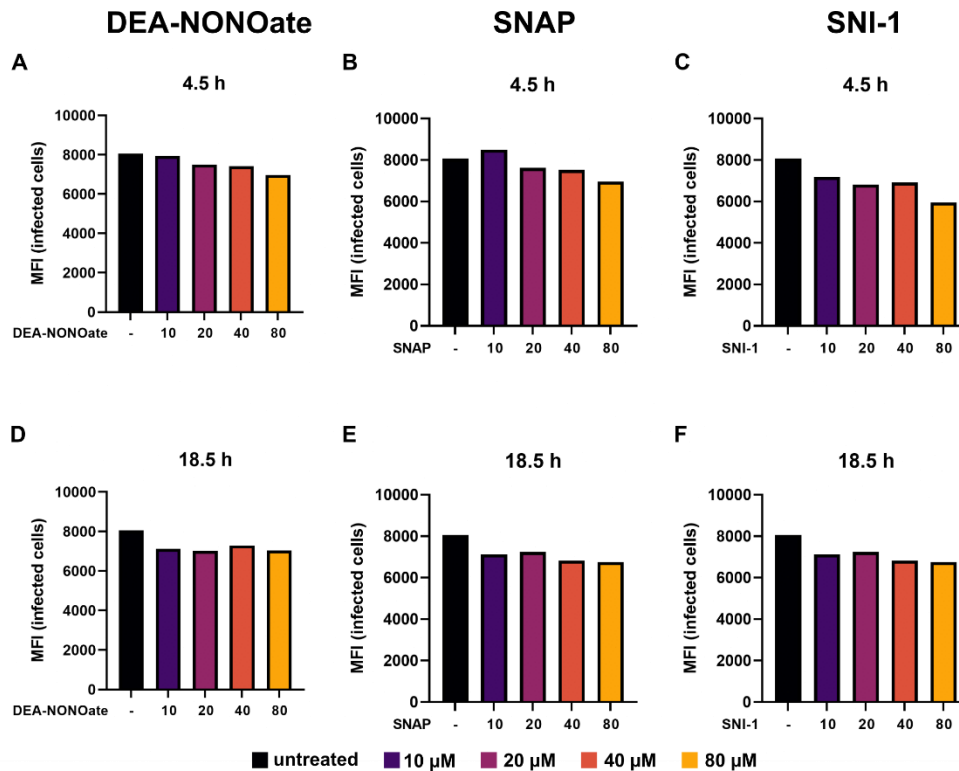 DEA-NONOate SNAP SNI-1
A B C
4.5 h 4.5 h 4.5 h
MFI (infected cells)
10000
8000
6000
4000
2000
0
DEA-NONOate - 10 20 40 80
MFI (infected cells)
10000
8000
6000
4000
2000
0
SNAP - 10 20 40 80
MFI (infected cells)
10000
8000
6000
4000
2000
0
SNI-1 - 10 20 40 80
D E F
18.5 h 18.5 h 18.5 h
MFI (infected cells)
10000
8000
6000
4000
2000
0
DEA-NONOate - 10 20 40 80
MFI (infected cells)
10000
8000
6000
4000
2000
0
SNAP - 10 20 40 80
MFI (infected cells)
10000
8000
6000
4000
2000
0
SNI-1 - 10 20 40 80
untreated 10 µM 20 µM 40 µM 80 µM